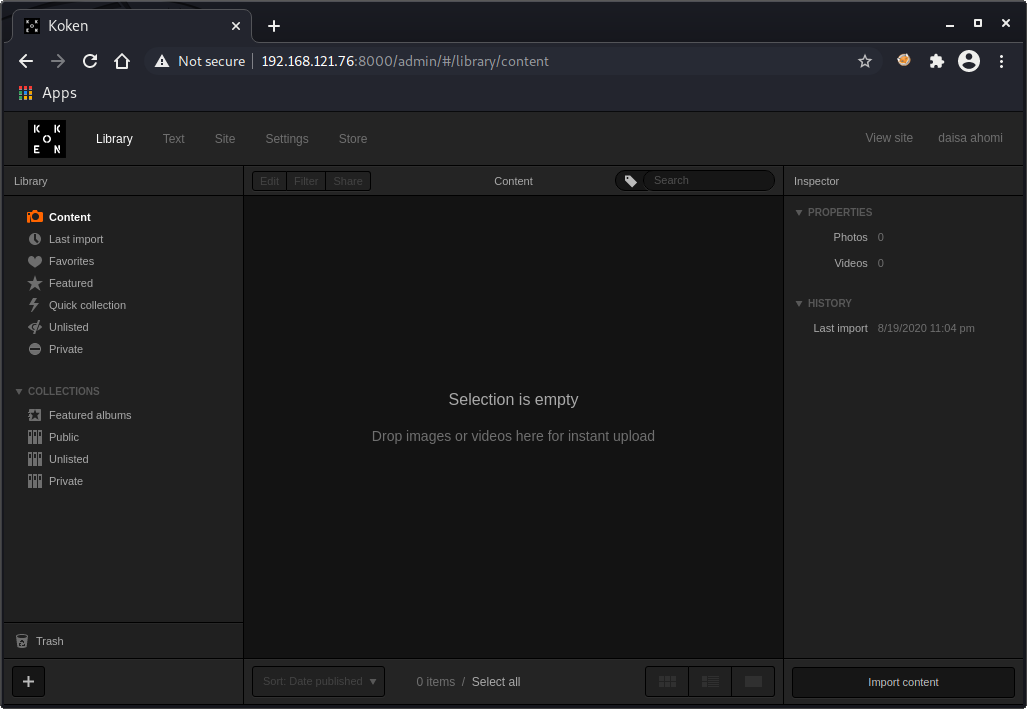 Koken
Not secure 192.168.121.76:8000/admin/#/library/content
Apps
K K
O
E N
Library Text Site Settings Store View site daisa ahomi
Library
Edit Filter Share Content Search
Inspector
Content
Last import
Favorites
Featured
Quick collection
Unlisted
Private
COLLECTIONS
Featured albums
Public
Unlisted
Private
Trash
Selection is empty
Drop images or videos here for instant upload
Sort: Date published 0 items / Select all
PROPERTIES
Photos 0
Videos 0
HISTORY
Last import 8/19/2020 11:04 pm
Import content